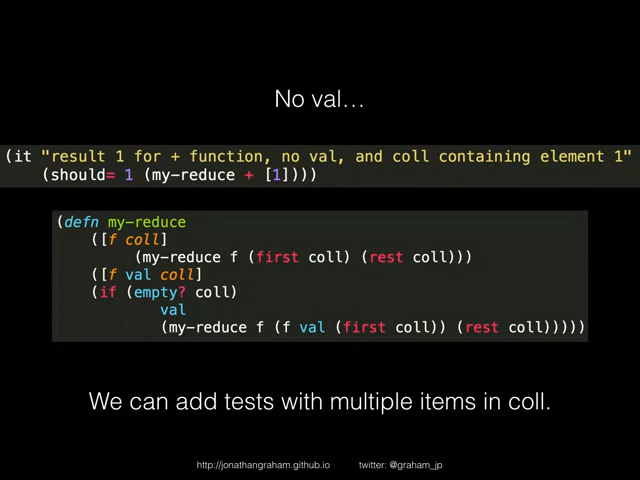 No val…
(it "result 1 for + function, no val, and coll containing element 1"
    (should= 1 (my-reduce + [1])))
(defn my-reduce
    ([f coll]
         (my-reduce f (first coll) (rest coll)))
    ([f val coll]
    (if (empty? coll)
            val
            (my-reduce f (f val (first coll)) (rest coll)))))
We can add tests with multiple items in coll.
http://jonathangraham.github.io twitter: @graham_jp